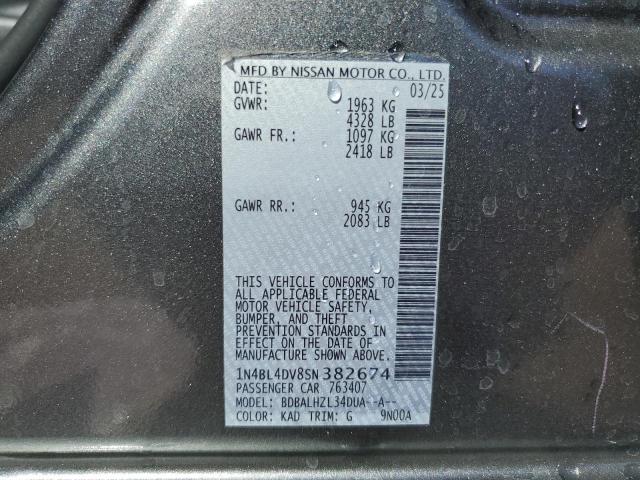 MFD BY NISSAN MOTOR CO., LTD.
DATE: 03/25
GVWR: 1963 KG
4328 LB
GAWR FR.: 1097 KG
2418 LB
GAWR RR.: 945 KG
2083 LB
THIS VEHICLE CONFORMS TO
ALL APPLICABLE FEDERAL
MOTOR VEHICLE SAFETY,
BUMPER, AND THEFT
PREVENTION STANDARDS IN
EFFECT ON THE DATE OF
MANUFACTURE SHOWN ABOVE.
1N4BL4DV8SN382674
PASSENGER CAR 763407
MODEL: BDBALHZL34DUA--A--
COLOR: KAD TRIM: G 9N00A